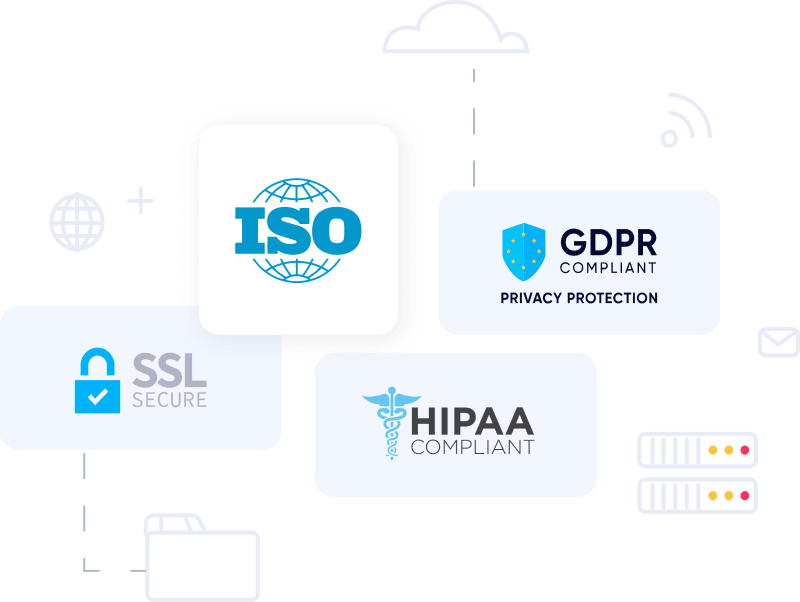 ISO
GDPR
COMPLIANT
PRIVACY PROTECTION
SSL
SECURE
HIPAA
COMPLIANT